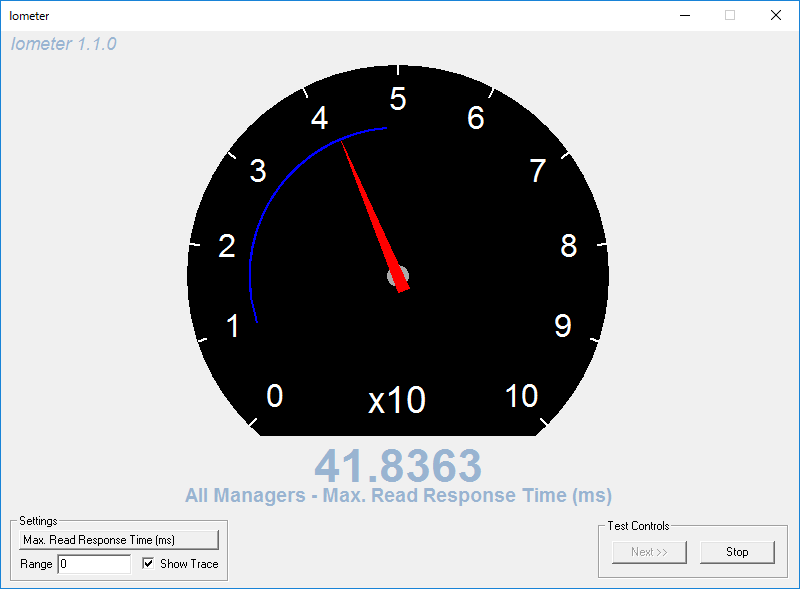 Iometer
Iometer 1.1.0
5
4
6
3
7
2
8
1
9
0
x10
10
41.8363
All Managers - Max. Read Response Time (ms)
Settings
Max. Read Response Time (ms)
Range 0 Show Trace
Test Controls
Next >> Stop